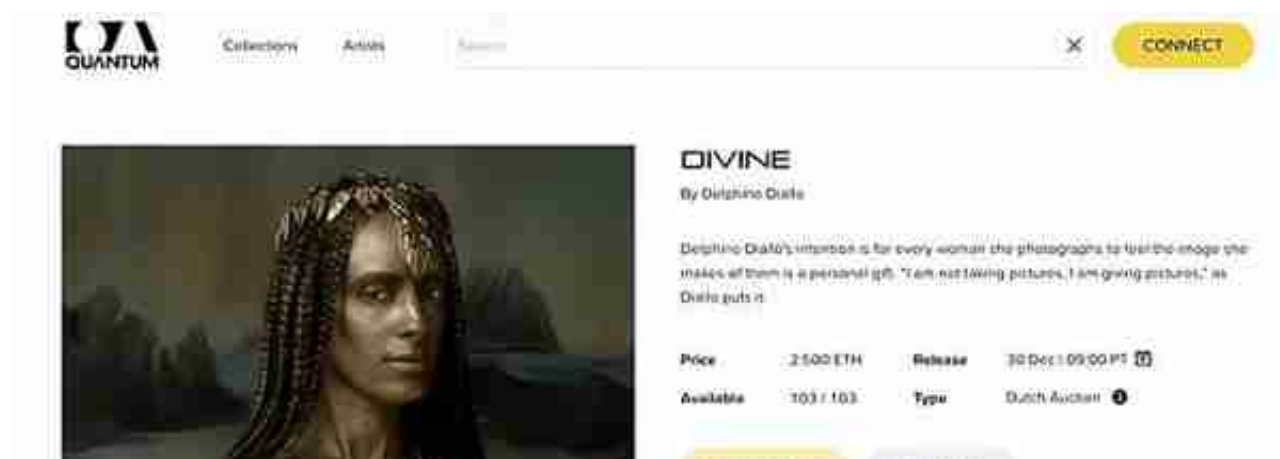 QUANTUM
Collections Artists Search CONNECT
DIVINE
By Delphine Diallo
Delphine Diallo's intention is for every woman she photographs to feel the image she
makes of them is a personal gift. "I am not taking pictures, I am giving pictures," as
Diallo puts it
Price 2.500 ETH Release 30 Dec | 09:00 PT
Available 103 / 103 Type Dutch Auction